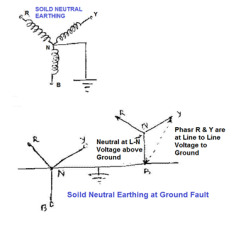 SOILD NEUTRAL
EARTHING
R
Y
N
B
R
Y
N
Neutral at L-N
Voltage above
Ground
Phasr R & Y are
at Line to Line
Voltage to
Ground
B
R
Y
N
B
Soild Neutral Earthing at Ground Fault